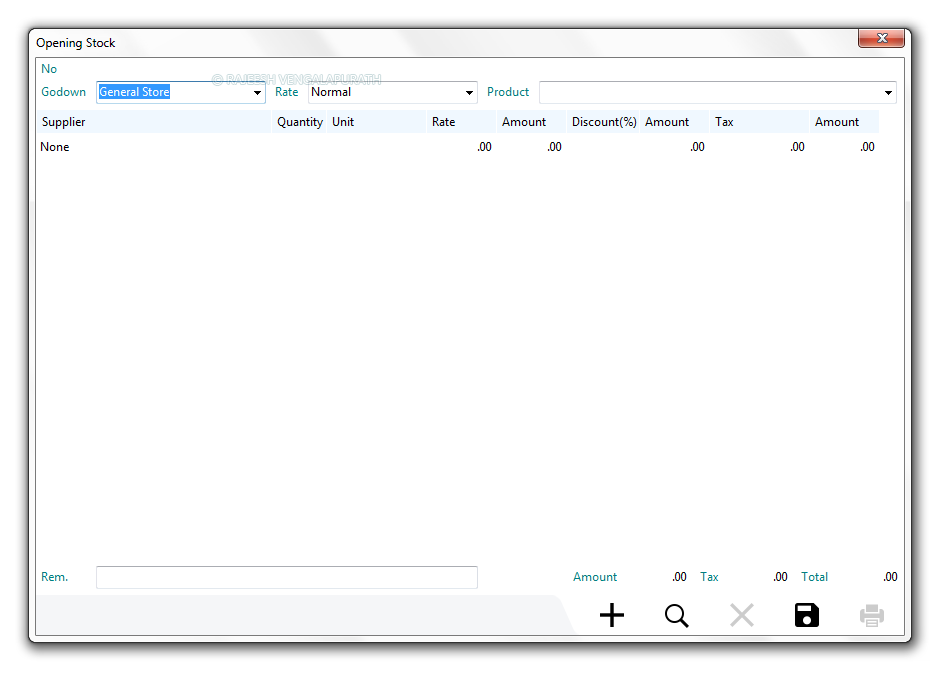 Opening Stock
No
© RAJEESH VENGALAPURATH
Godown General Store Rate Normal Product
Supplier Quantity Unit Rate Amount Discount(%) Amount Tax Amount
None .00 .00 .00 .00 .00
Rem. Amount .00 Tax .00 Total .00